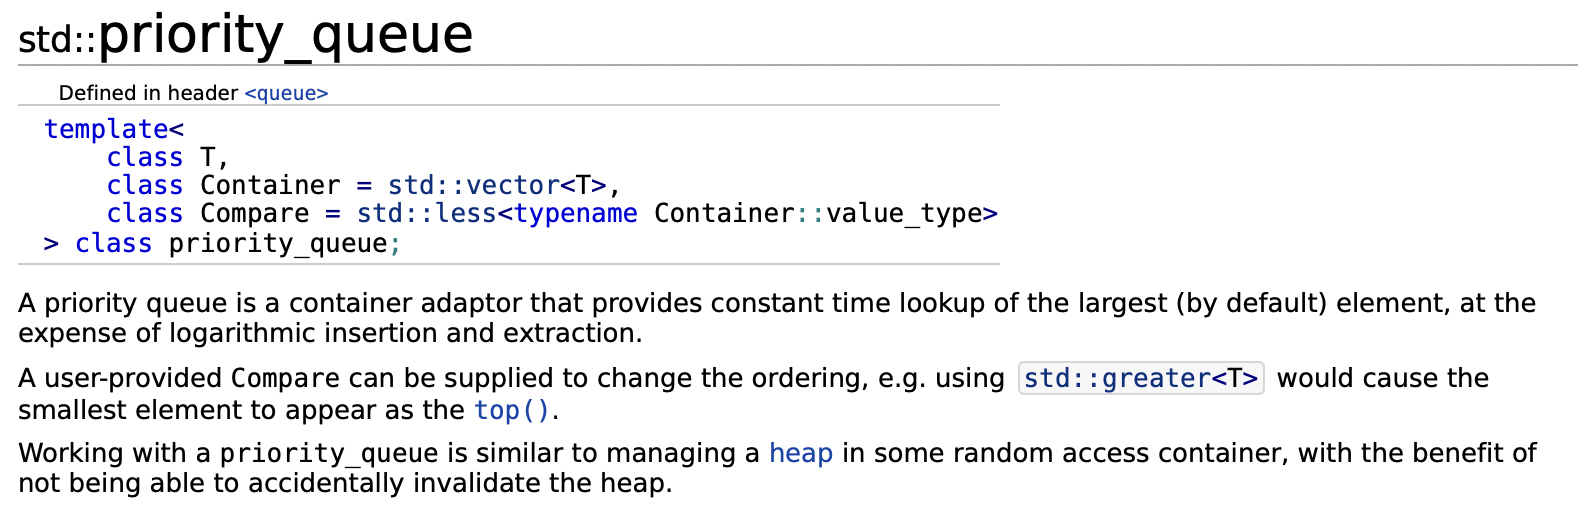 std::priority_queue
Defined in header <queue>
template<
    class T,
    class Container = std::vector<T>,
    class Compare = std::less<typename Container::value_type>
> class priority_queue;
A priority queue is a container adaptor that provides constant time lookup of the largest (by default) element, at the
expense of logarithmic insertion and extraction.
A user-provided Compare can be supplied to change the ordering, e.g. using std::greater<T> would cause the
smallest element to appear as the top().
Working with a priority_queue is similar to managing a heap in some random access container, with the benefit of
not being able to accidentally invalidate the heap.